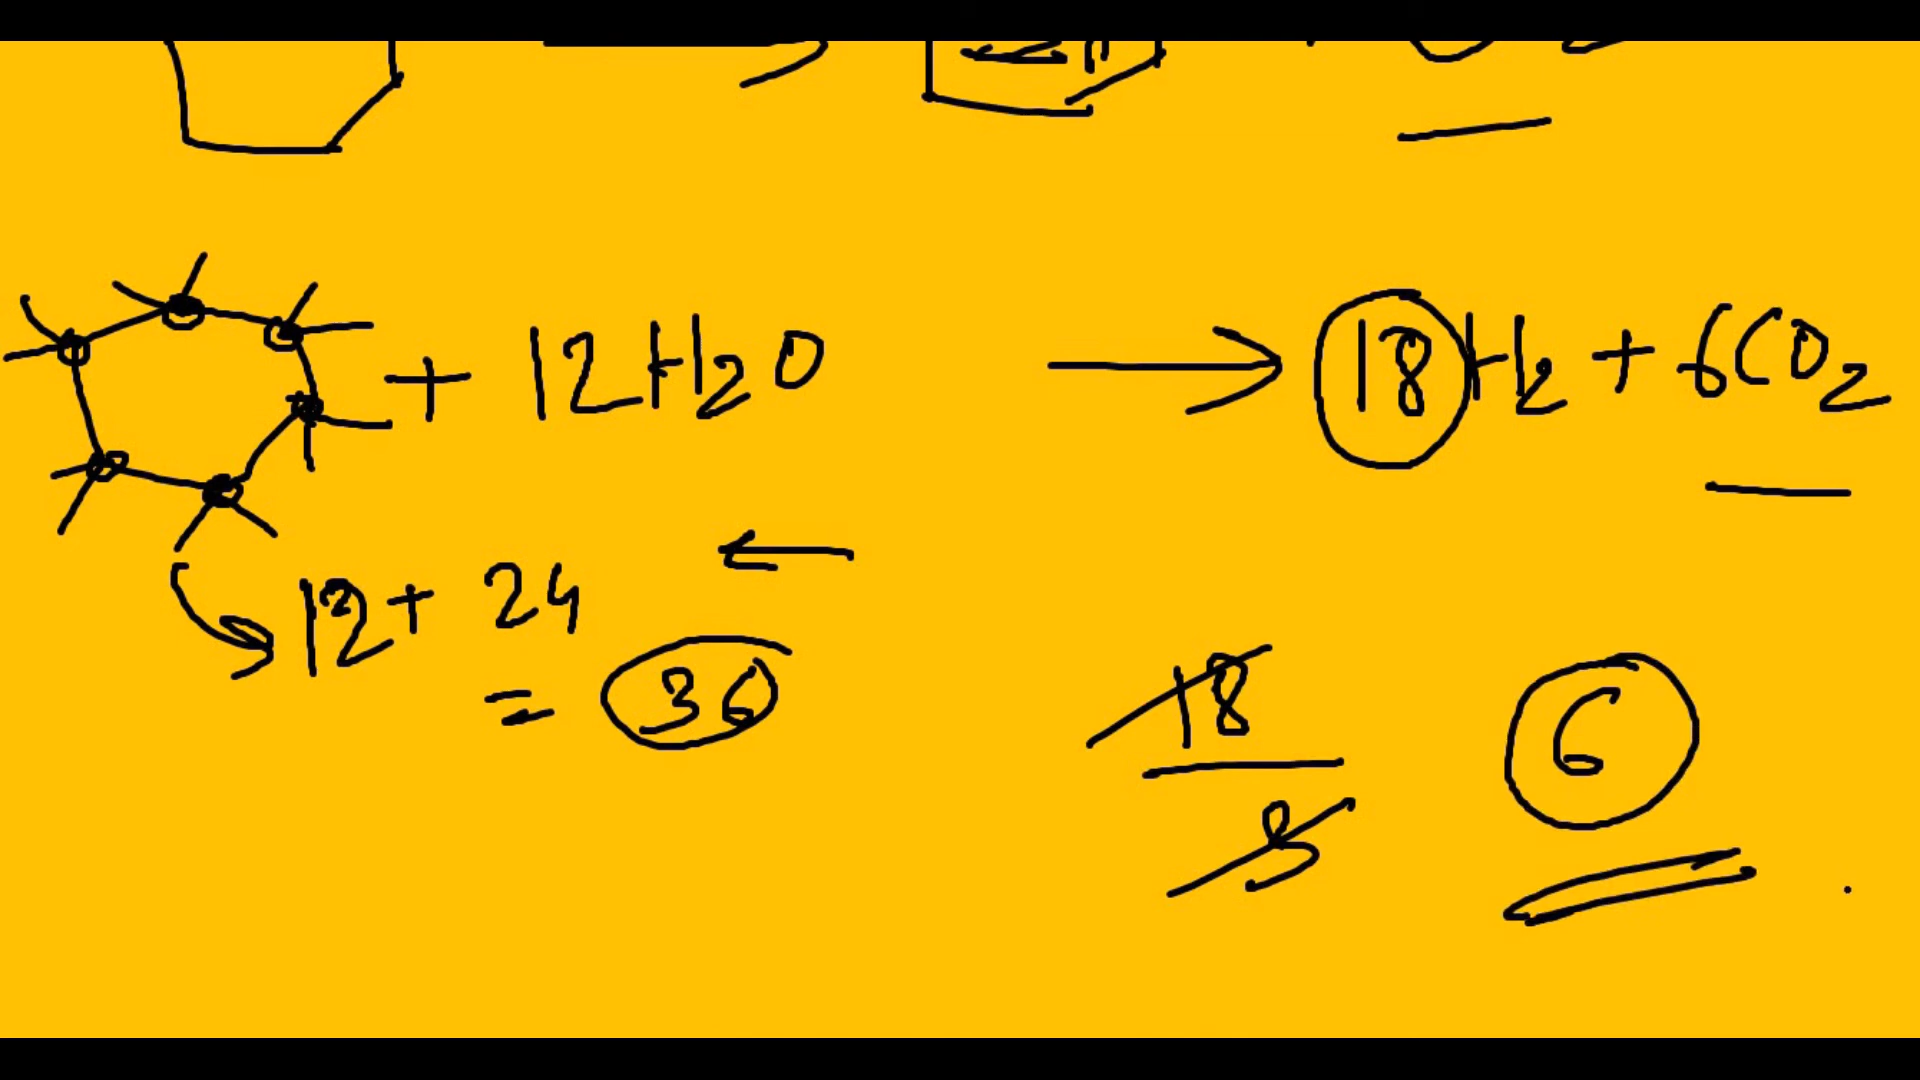 + 12H2O → 18H2 + 6CO2
12 + 24 ←
= 36
18 / 3 6